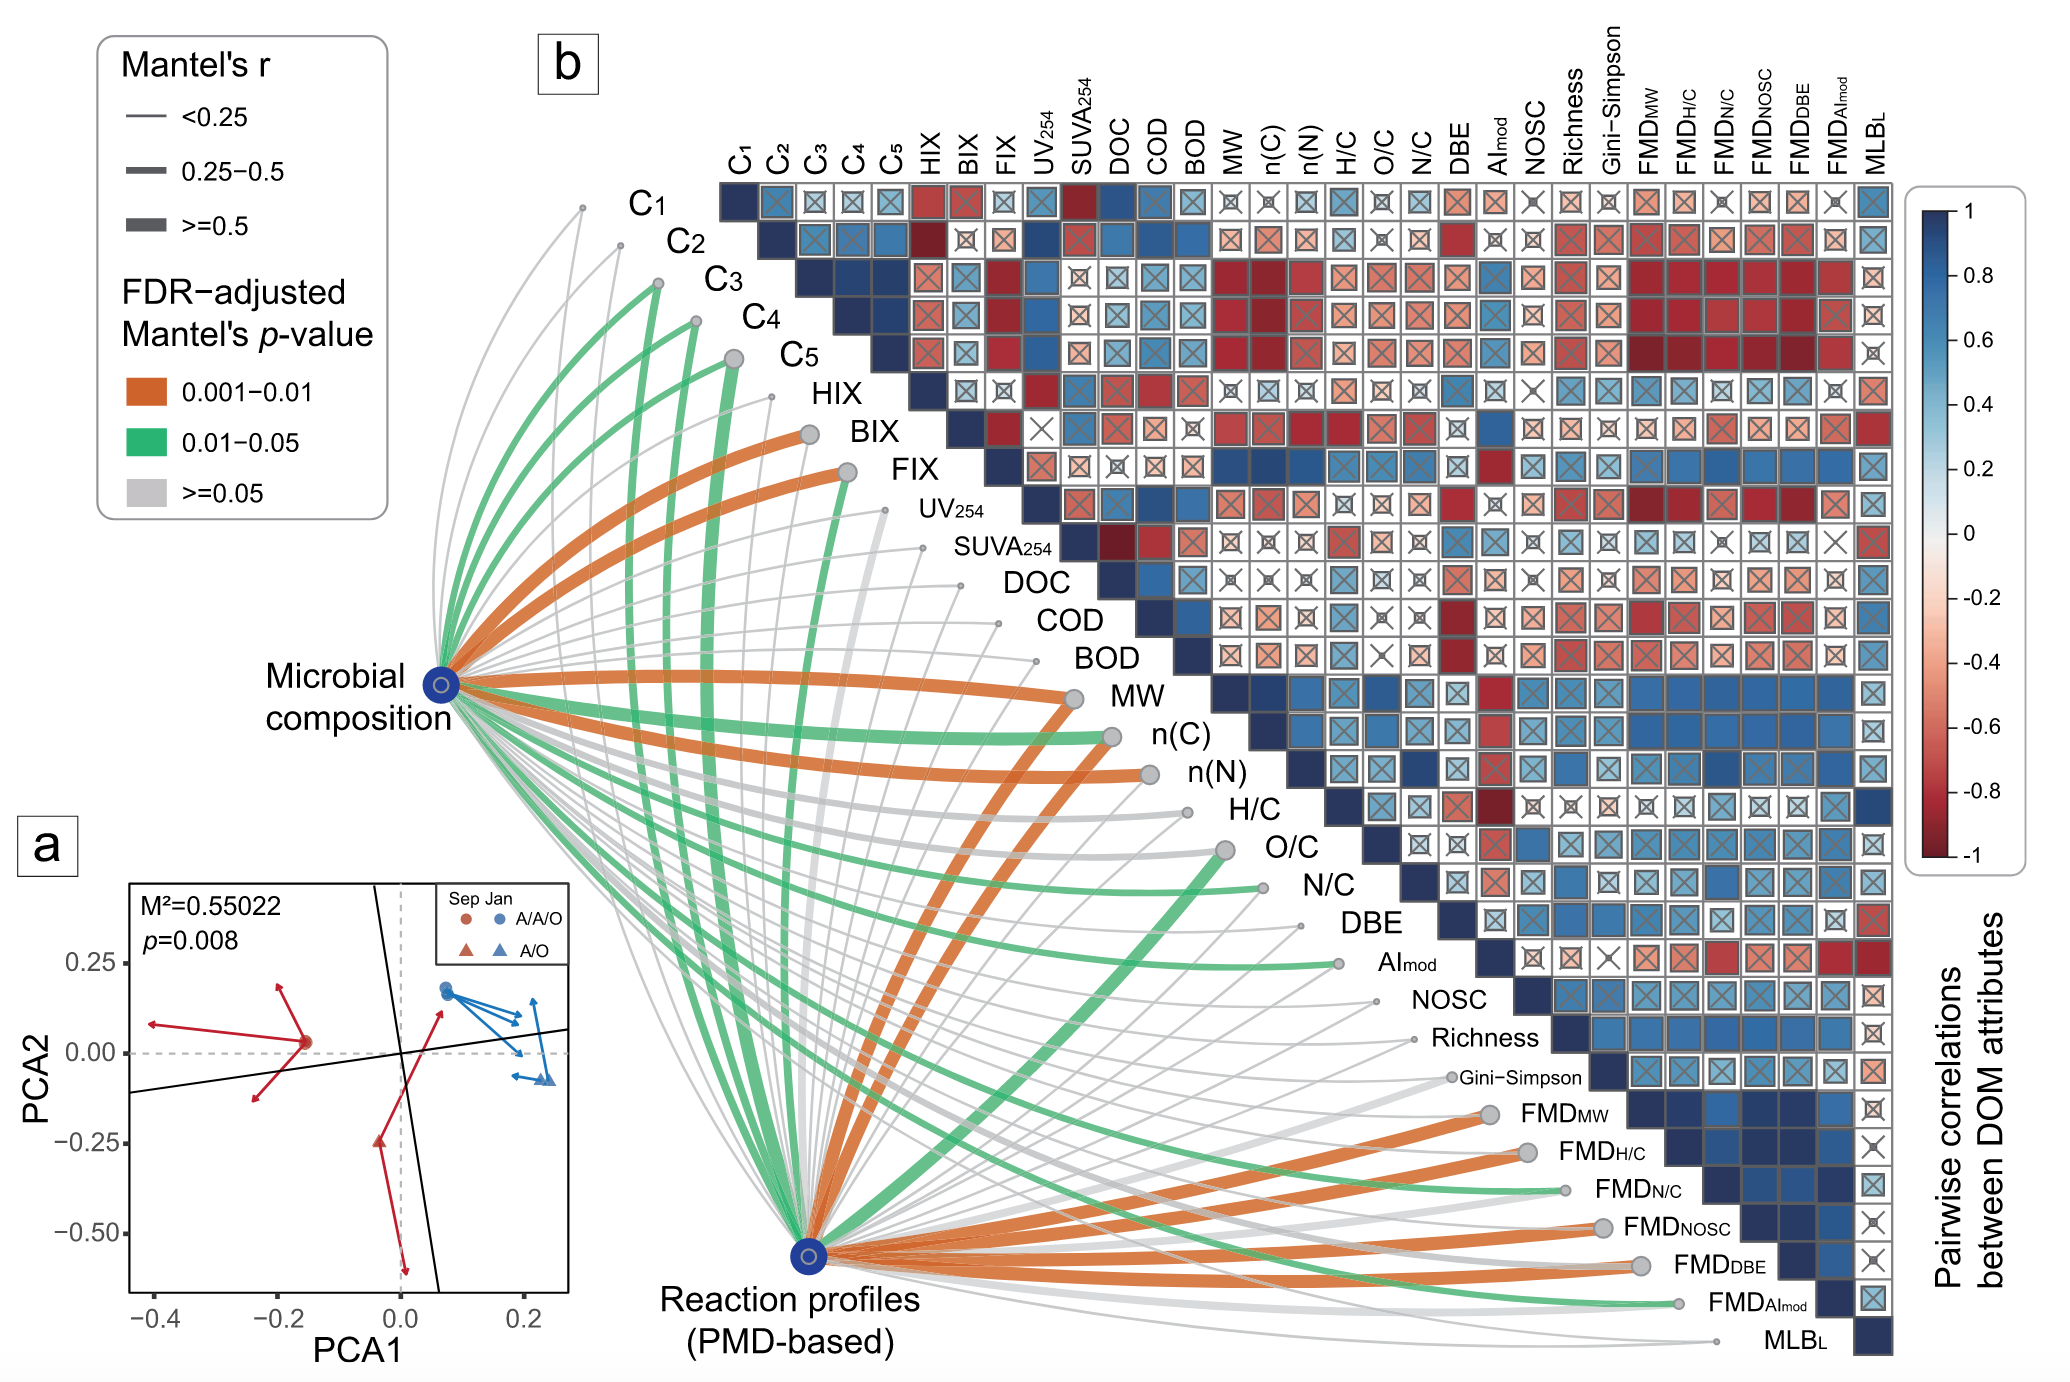 Mantel's r
<0.25
0.25−0.5
>=0.5
FDR−adjusted
Mantel's p-value
0.001−0.01
0.01−0.05
>=0.05
b
C1 C2 C3 C4 C5 HIX BIX FIX UV254 SUVA254 DOC COD BOD MW n(C) n(N) H/C O/C N/C DBE AImod NOSC Richness Gini−Simpson FMDMW FMDH/C FMDN/C FMDNOSC FMDDBE FMDAImod MLBL
C1
C2
C3
C4
C5
HIX
BIX
FIX
UV254
SUVA254
DOC
COD
BOD
MW
n(C)
n(N)
H/C
O/C
N/C
DBE
AImod
NOSC
Richness
Gini−Simpson
FMDMW
FMDH/C
FMDN/C
FMDNOSC
FMDDBE
FMDAImod
MLBL
Microbial
composition
Reaction profiles
(PMD-based)
1
0.8
0.6
0.4
0.2
0
-0.2
-0.4
-0.6
-0.8
-1
Pairwise correlations
between DOM attributes
a
M²=0.55022
p=0.008
Sep Jan
A/A/O
A/O
0.25
0.00
−0.25
−0.50
PCA2
−0.4 −0.2 0.0 0.2
PCA1